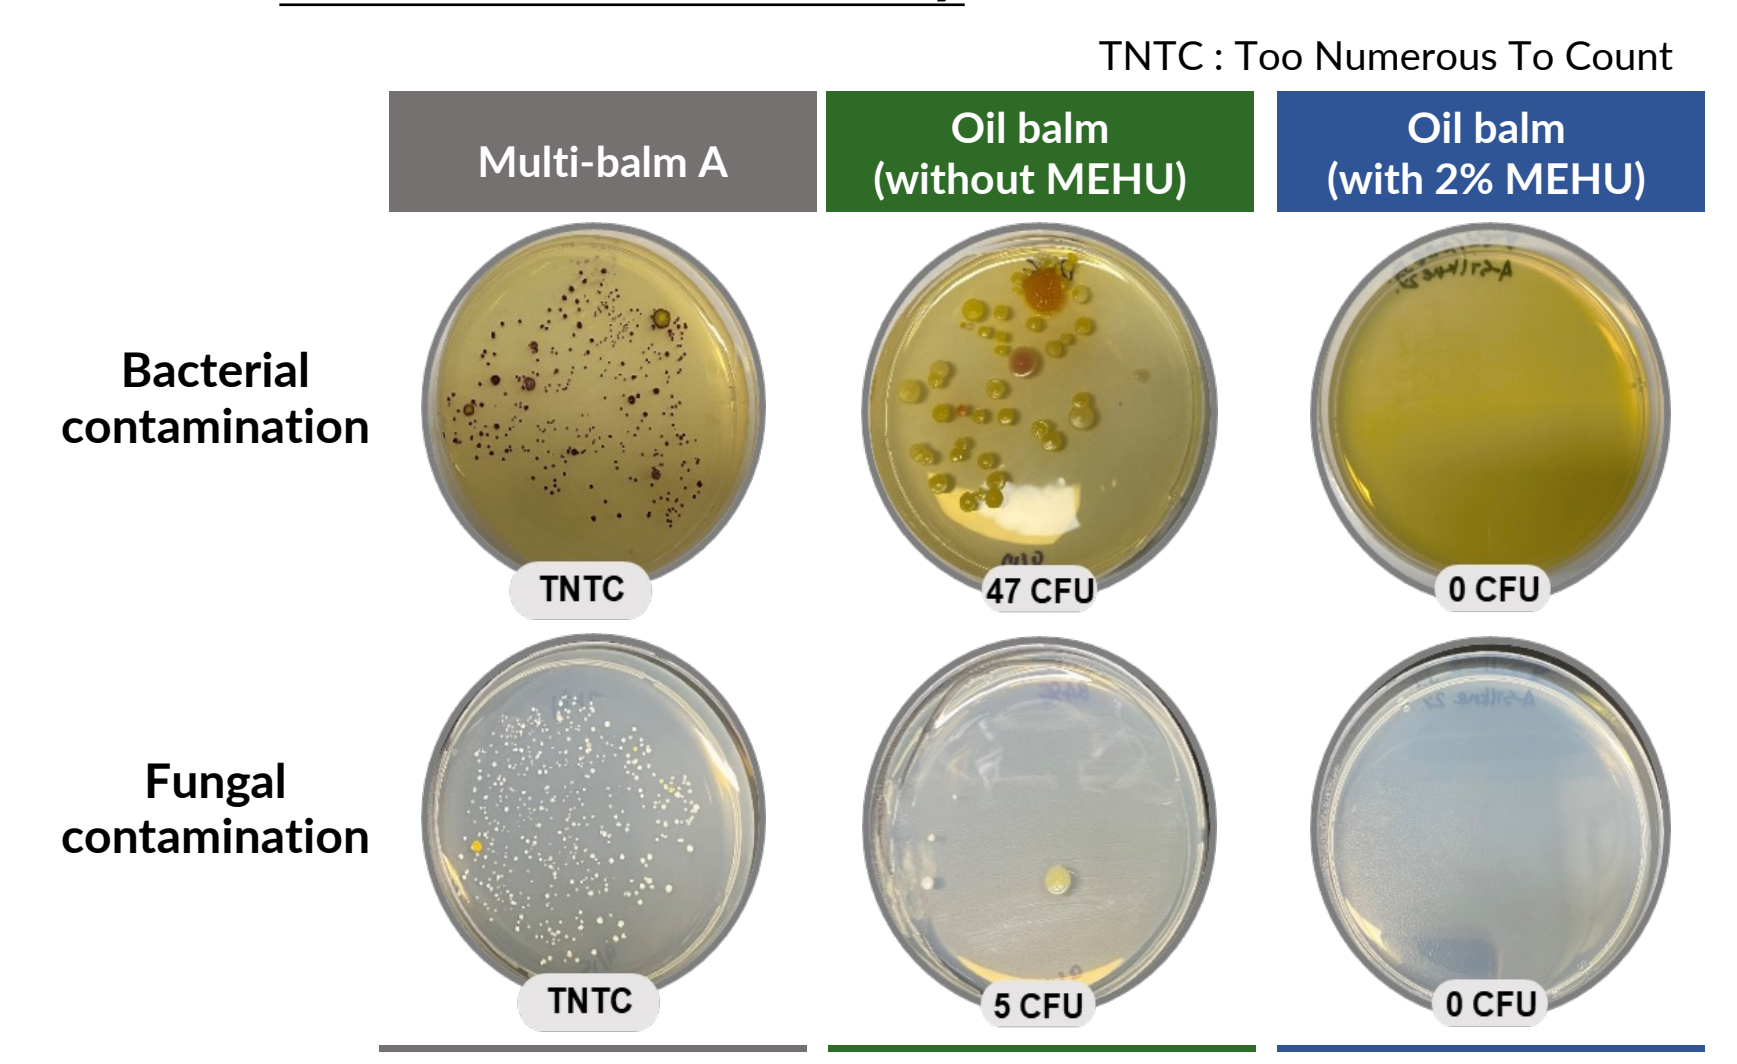 TNTC : Too Numerous To Count
Multi-balm A
Oil balm
(without MEHU)
Oil balm
(with 2% MEHU)
Bacterial
contamination
TNTC
47 CFU
0 CFU
Fungal
contamination
TNTC
5 CFU
0 CFU